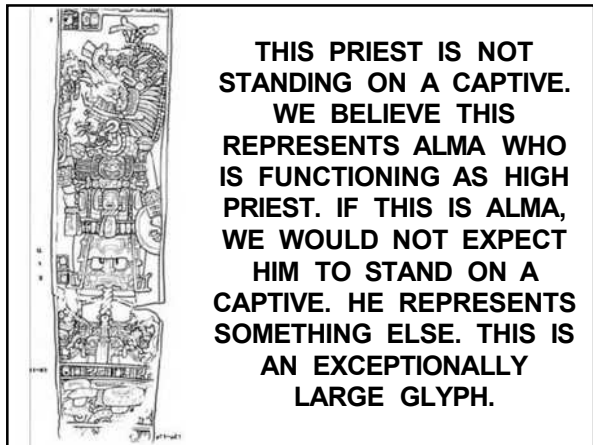 THIS PRIEST IS NOT
STANDING ON A CAPTIVE.
WE BELIEVE THIS
REPRESENTS ALMA WHO
IS FUNCTIONING AS HIGH
PRIEST. IF THIS IS ALMA,
WE WOULD NOT EXPECT
HIM TO STAND ON A
CAPTIVE. HE REPRESENTS
SOMETHING ELSE. THIS IS
AN EXCEPTIONALLY
LARGE GLYPH.